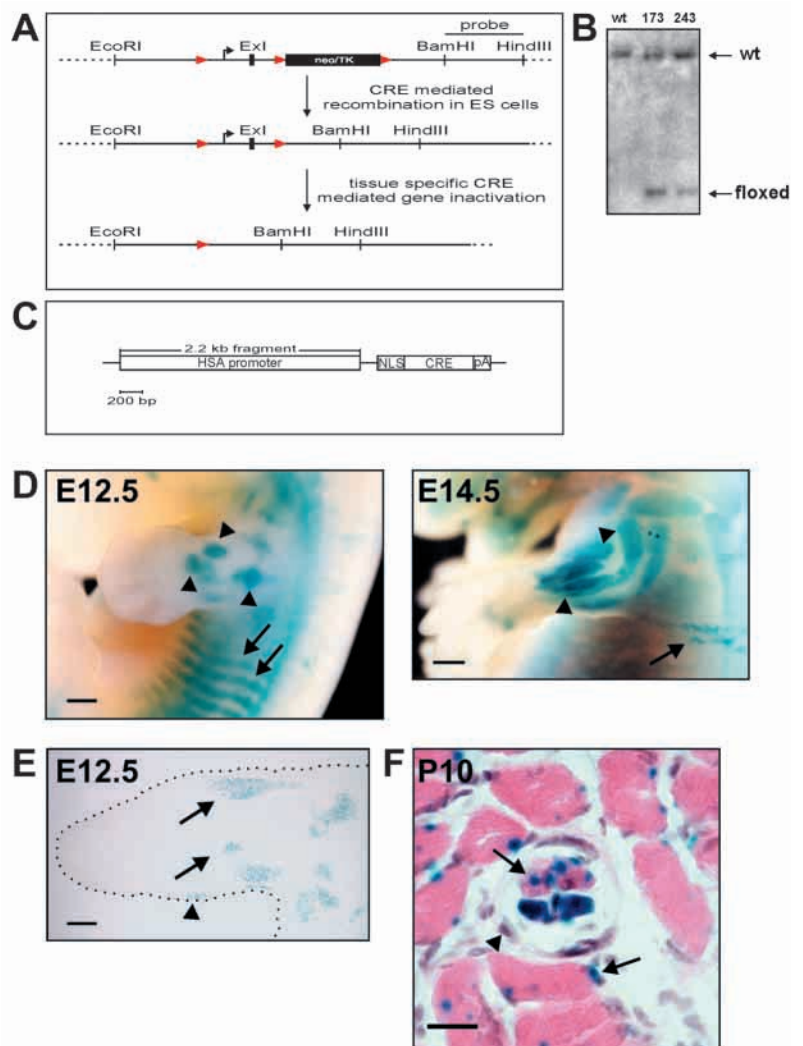 A
probe
EcoRI ExI neo/TK BamHI HindIII
CRE mediated
recombination in ES cells
EcoRI ExI BamHI HindIII
tissue specific CRE
mediated gene inactivation
EcoRI BamHI HindIII
B
wt 173 243
wt
floxed
C
2.2 kb fragment
HSA promoter NLS CRE pA
200 bp
D
E12.5
E14.5
E
E12.5
F
P10